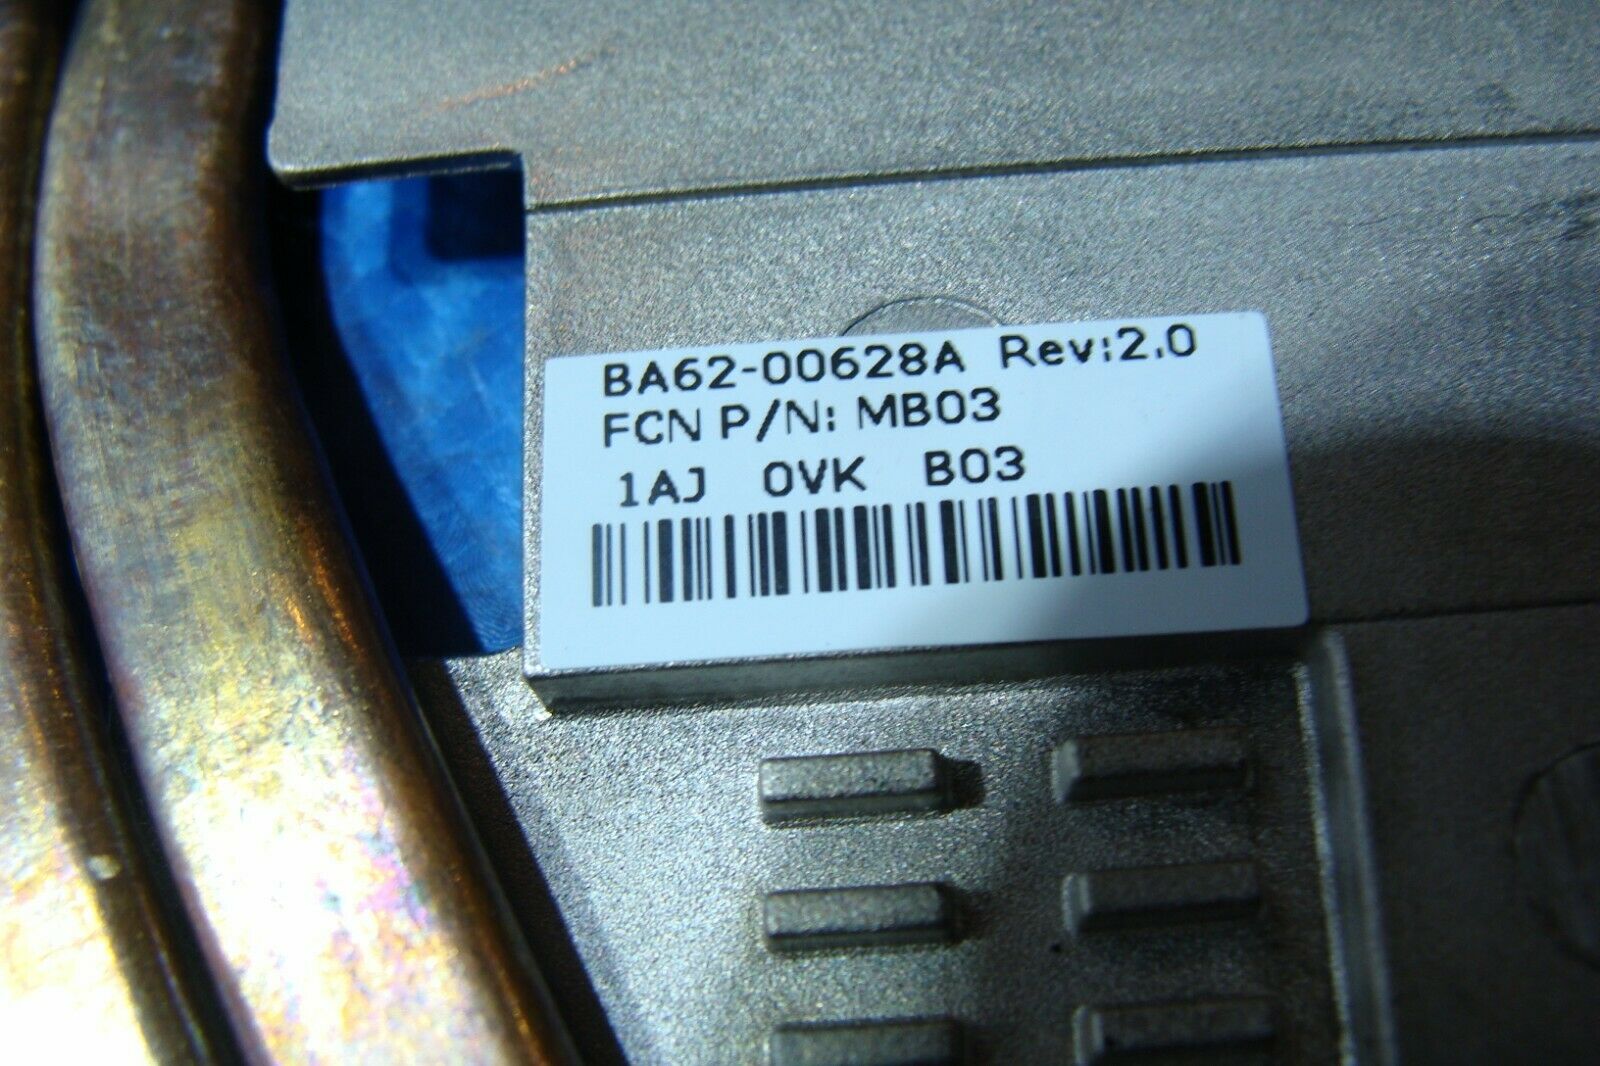 BA62-00628A Rev:2.0
FCN P/N: MB03
1AJ 0VK B03